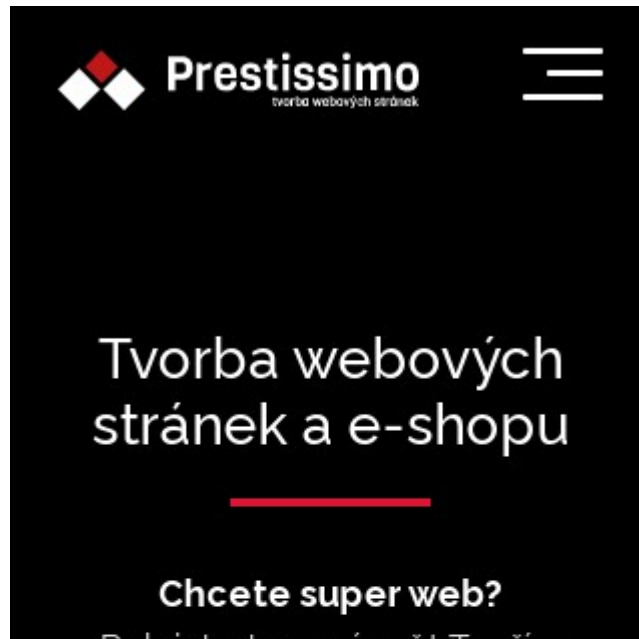 Prestissimo
tvorba webových stránek
Tvorba webových
stránek a e-shopu
Chcete super web?